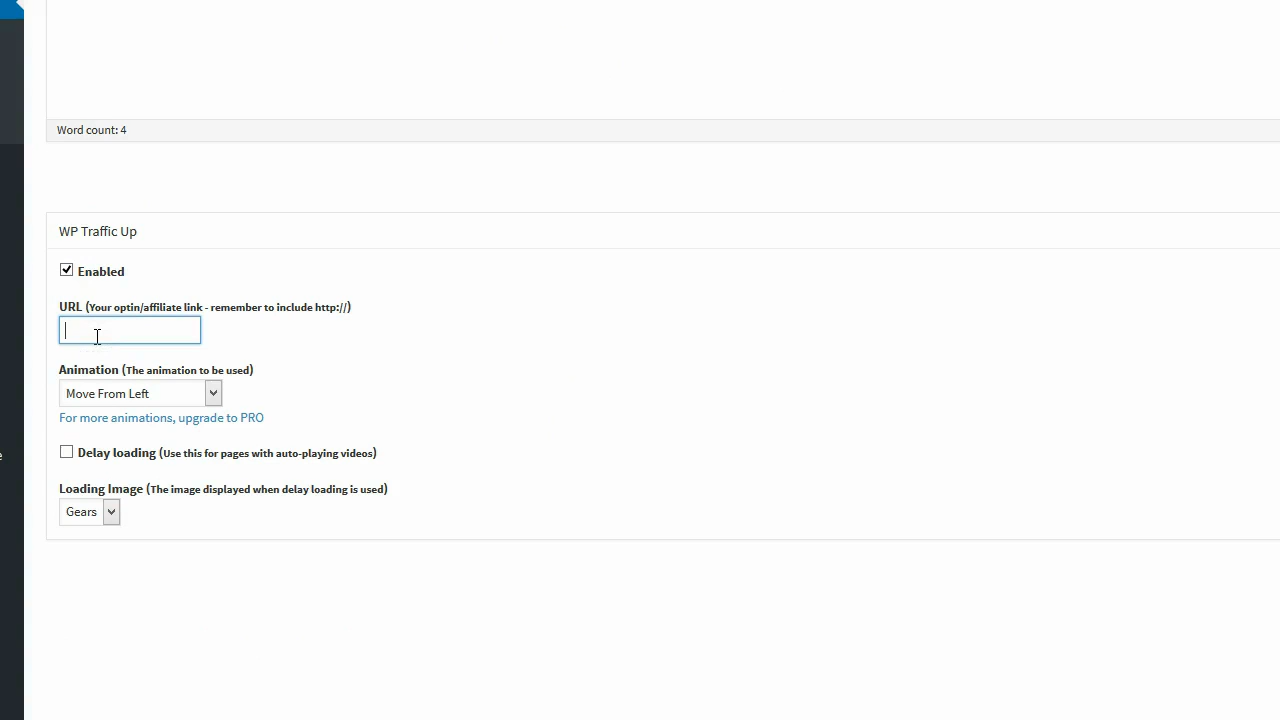 Word count: 4
WP Traffic Up
Enabled
URL (Your optin/affiliate link - remember to include http://)
Animation (The animation to be used)
Move From Left
For more animations, upgrade to PRO
Delay loading (Use this for pages with auto-playing videos)
Loading Image (The image displayed when delay loading is used)
Gears